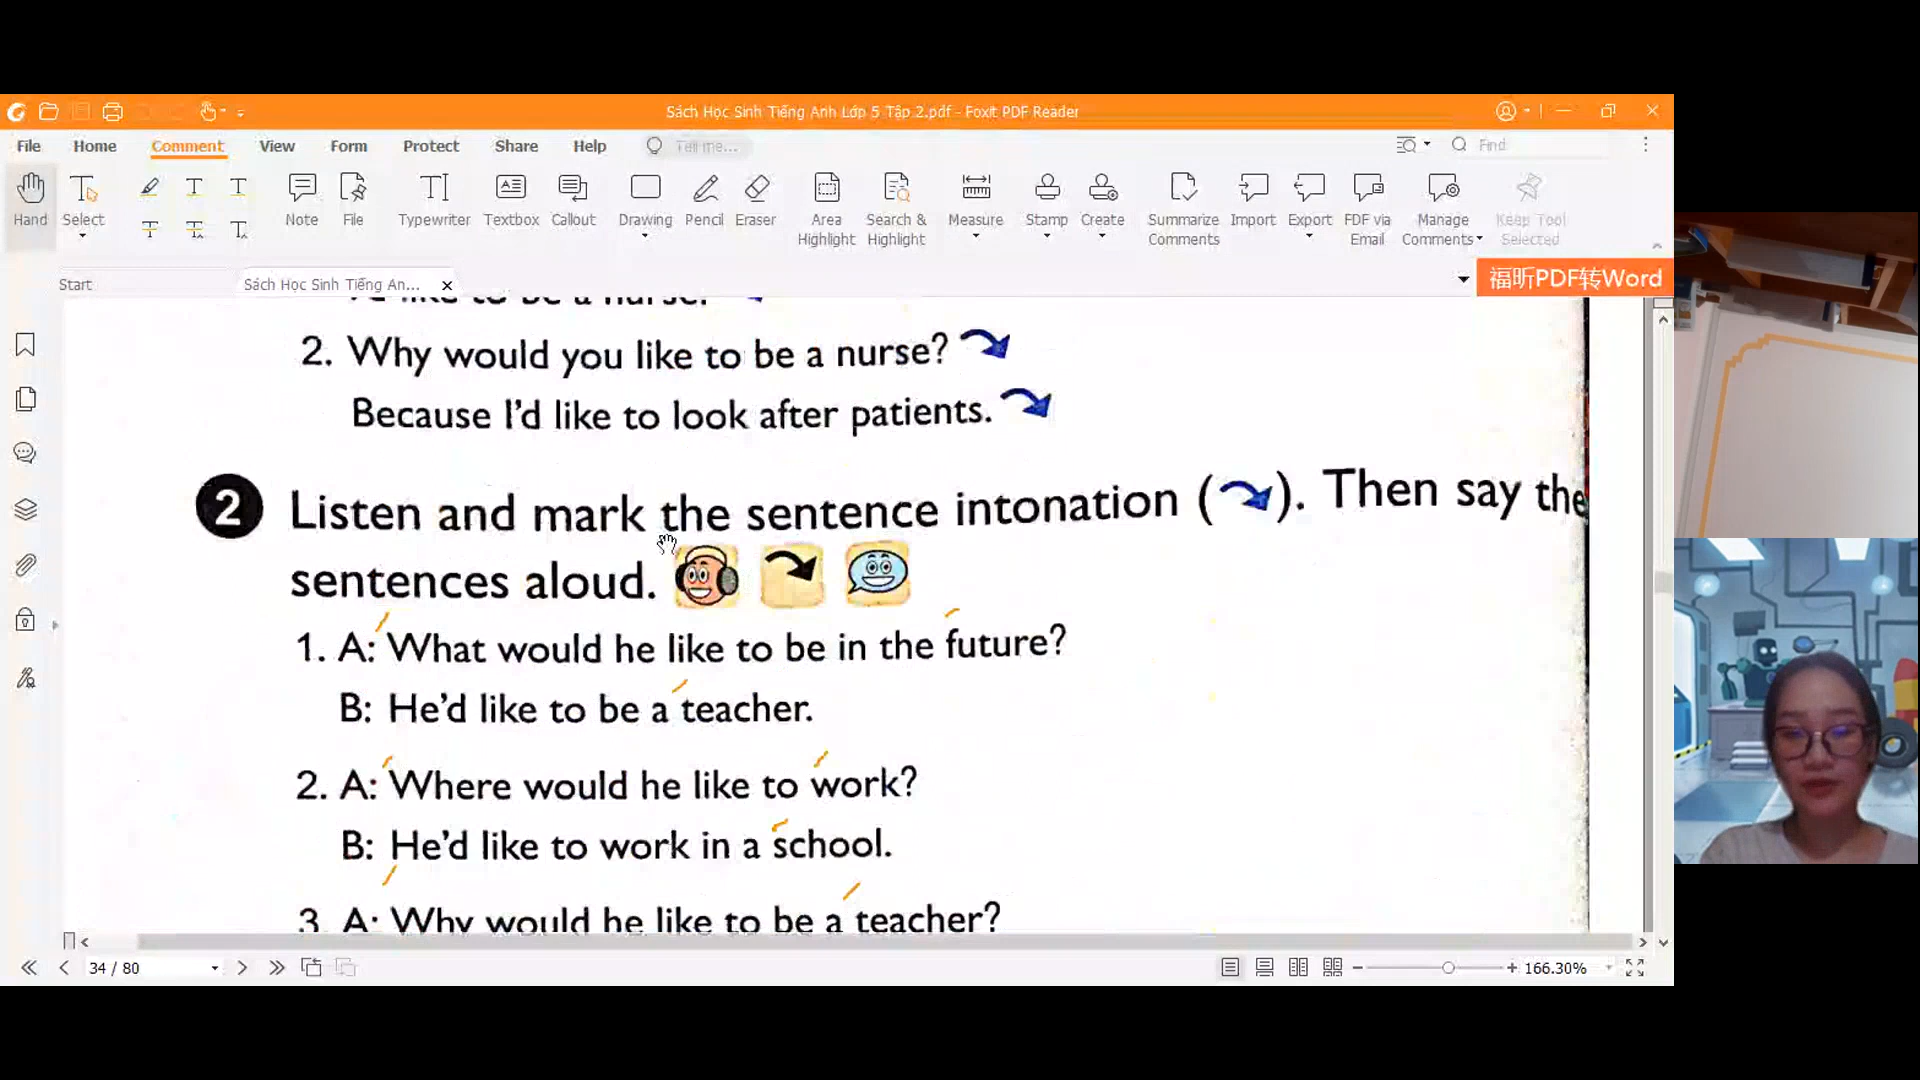 Sách Học Sinh Tiếng Anh Lớp 5 Tập 2.pdf - Foxit PDF Reader
File Home Comment View Form Protect Share Help Tell me... Find
Hand Select Note File Typewriter Textbox Callout Drawing Pencil Eraser Area Highlight Search & Highlight Measure Stamp Create Summarize Comments Import Export FDF via Email Manage Comments Keep Tool Selected
Start Sách Học Sinh Tiếng An... 福昕PDF转Word
like to be a nurse.
2. Why would you like to be a nurse?
Because I'd like to look after patients.
2 Listen and mark the sentence intonation ( ). Then say the
sentences aloud.
1. A: What would he like to be in the future?
B: He'd like to be a teacher.
2. A: Where would he like to work?
B: He'd like to work in a school.
3. A: Why would he like to be a teacher?
34 / 80 166.30%